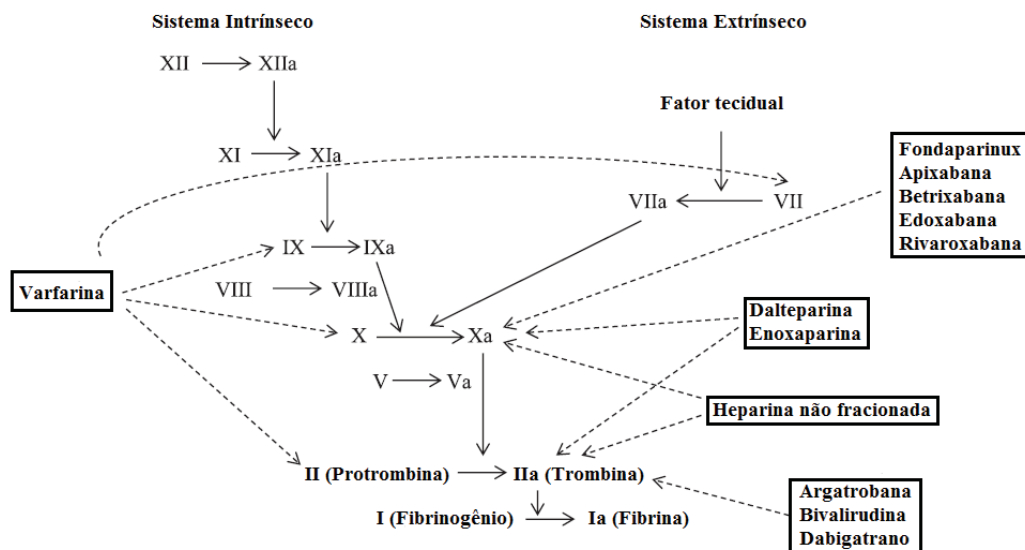 Sistema Intrínseco
Sistema Extrínseco
XII
XIIa
Fator tecidual
XI
XIa
Fondaparinux
Apixabana
Betrixabana
Edoxabana
Rivaroxabana
VIIa
VII
IX
IXa
Varfarina
VIII
VIIIa
Dalteparina
Enoxaparina
X
Xa
V
Va
Heparina não fracionada
II (Protrombina)
IIa (Trombina)
Argatrobana
Bivalirudina
Dabigatrano
I (Fibrinogênio)
Ia (Fibrina)